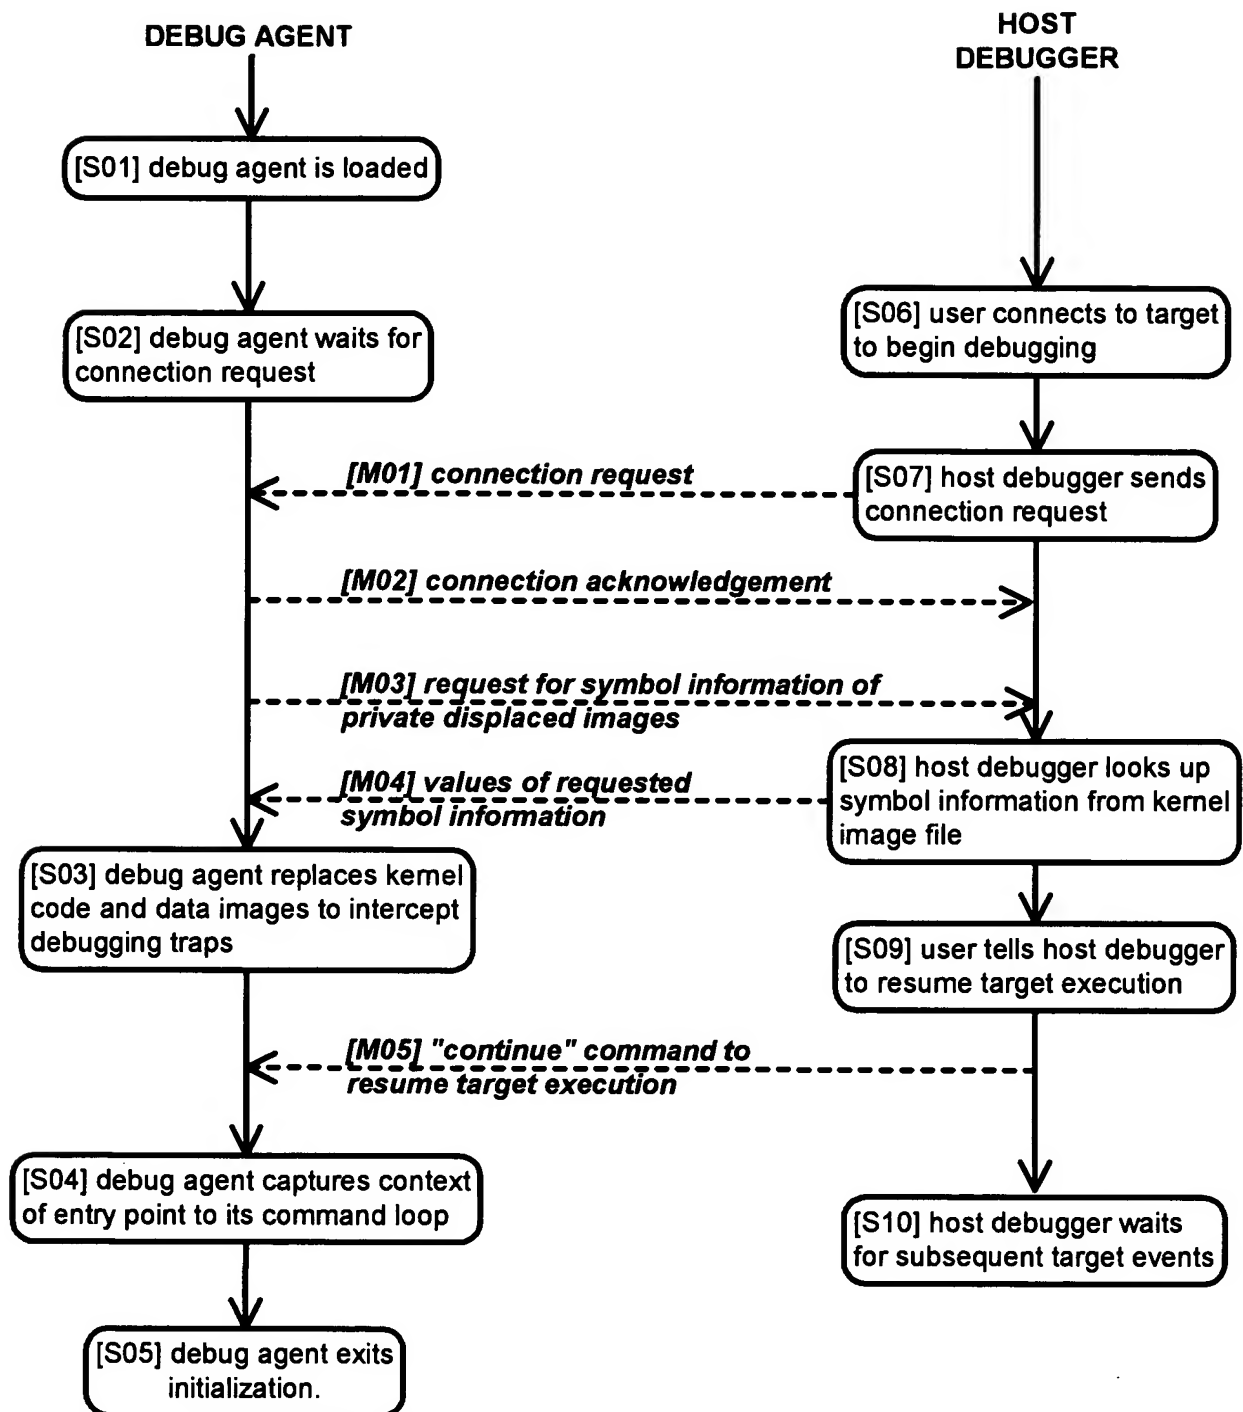 DEBUG AGENT
HOST
DEBUGGER
[S01] debug agent is loaded
[S02] debug agent waits for
connection request
[S06] user connects to target
to begin debugging
[M01] connection request
[S07] host debugger sends
connection request
[M02] connection acknowledgement
[M03] request for symbol information of
private displaced images
[M04] values of requested
symbol information
[S08] host debugger looks up
symbol information from kernel
image file
[S03] debug agent replaces kernel
code and data images to intercept
debugging traps
[S09] user tells host debugger
to resume target execution
[M05] "continue" command to
resume target execution
[S04] debug agent captures context
of entry point to its command loop
[S10] host debugger waits
for subsequent target events
[S05] debug agent exits
initialization.